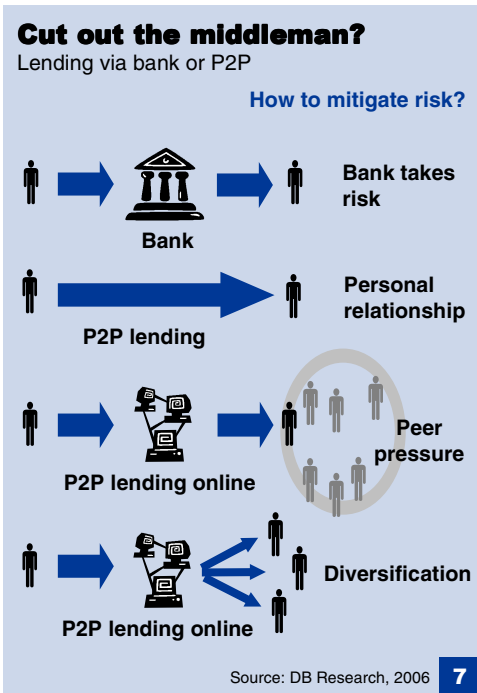 Cut out the middleman?
Lending via bank or P2P
How to mitigate risk?
Bank takes
risk
Bank
Personal
relationship
P2P lending
Peer
pressure
P2P lending online
Diversification
P2P lending online
Source: DB Research, 2006
7